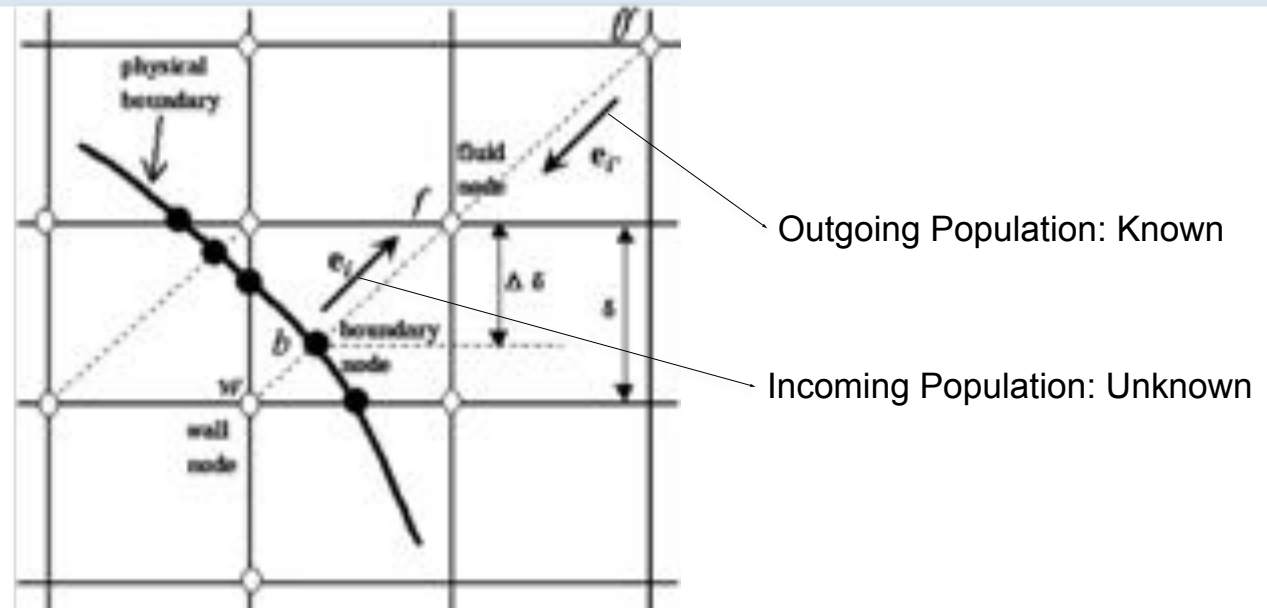 ff
physical
boundary
fluid
node
e_i'
f
Outgoing Population: Known
e_i
Δ δ
δ
b
boundary
node
Incoming Population: Unknown
w
wall
node